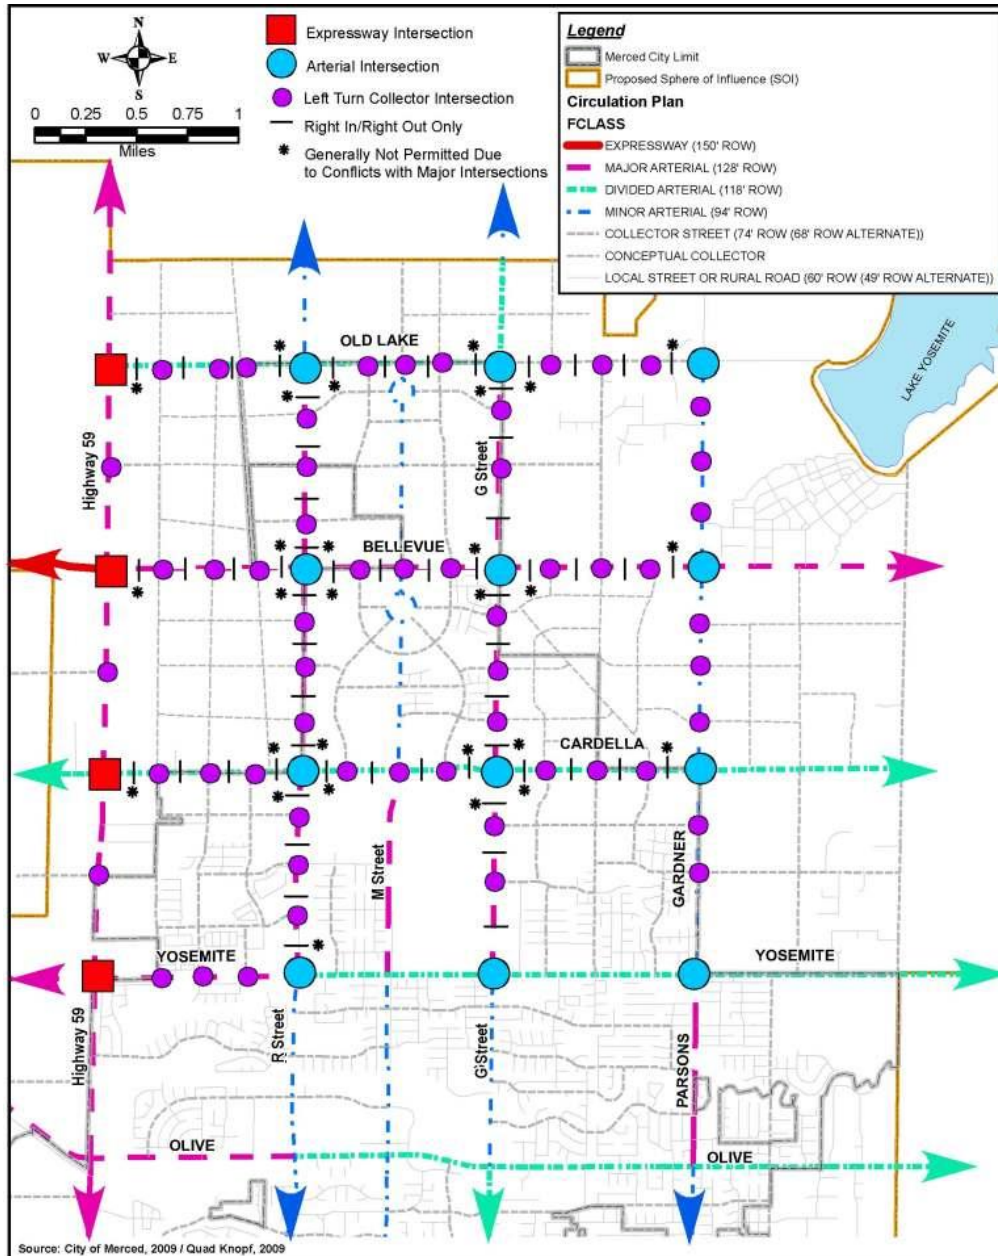 N
W E
S
0 0.25 0.5 0.75 1
Miles
Expressway Intersection
Arterial Intersection
Left Turn Collector Intersection
Right In/Right Out Only
* Generally Not Permitted Due
to Conflicts with Major Intersections
Legend
Merced City Limit
Proposed Sphere of Influence (SOI)
Circulation Plan
FCLASS
EXPRESSWAY (150' ROW)
MAJOR ARTERIAL (128' ROW)
DIVIDED ARTERIAL (118' ROW)
MINOR ARTERIAL (94' ROW)
COLLECTOR STREET (74' ROW (68' ROW ALTERNATE))
CONCEPTUAL COLLECTOR
LOCAL STREET OR RURAL ROAD (60' ROW (49' ROW ALTERNATE))
OLD LAKE
LAKE YOSEMITE
Highway 59
G Street
BELLEVUE
CARDELLA
M Street
GARDNER
YOSEMITE
YOSEMITE
Highway 59
R Street
G Street
PARSONS
OLIVE
OLIVE
Source: City of Merced, 2009 / Quad Knopf, 2009